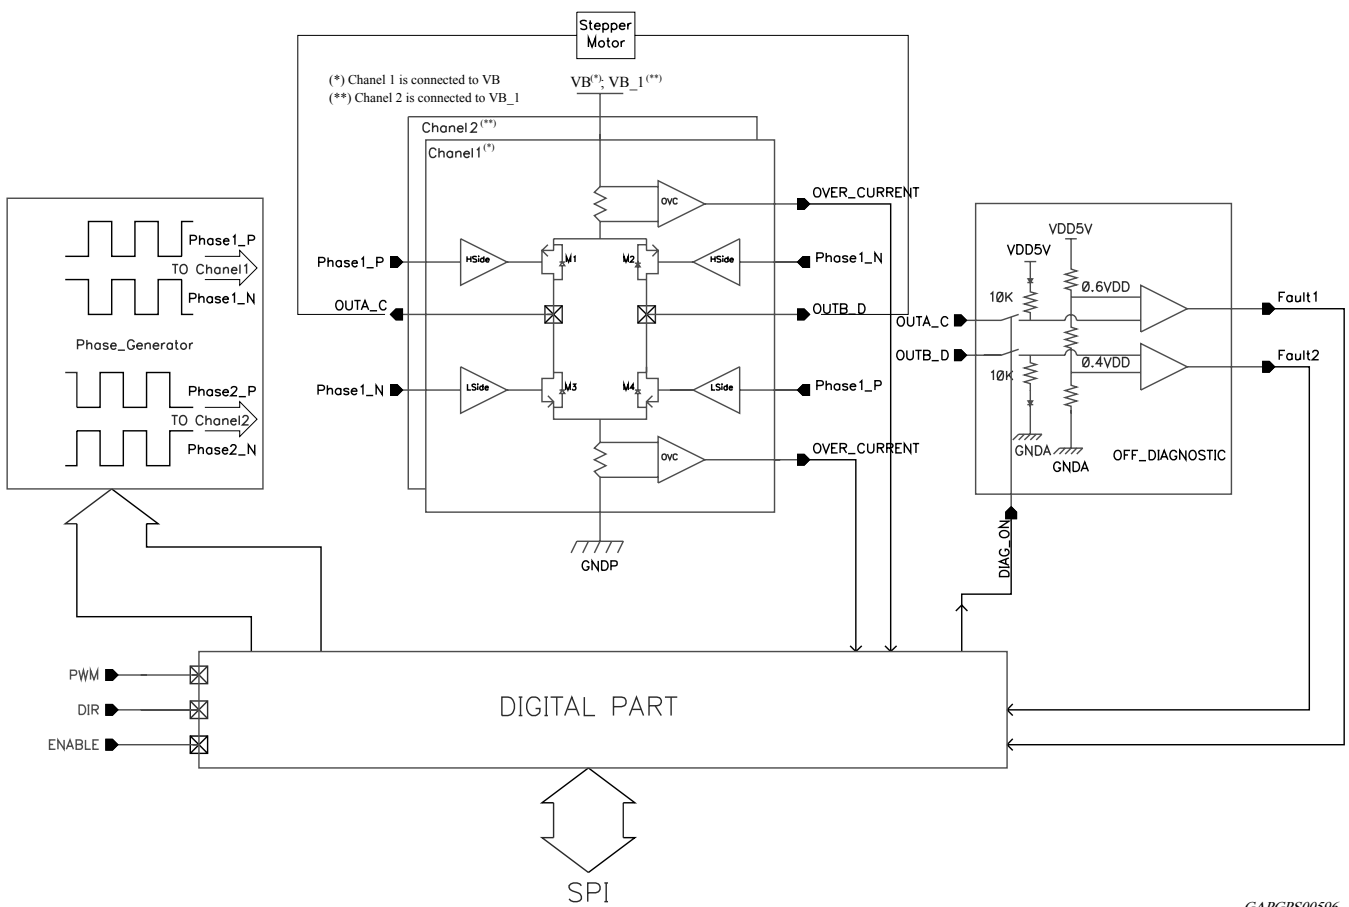 Stepper
Motor
(*) Chanel 1 is connected to VB
(**) Chanel 2 is connected to VB_1
VB(*); VB_1(**)
Chanel2(**)
Chanel1(*)
OVC
OVER_CURRENT
Phase1_P
HSide
M1
M2
HSide
Phase1_N
OUTA_C
OUTB_D
Phase1_N
LSide
M3
M4
LSide
Phase1_P
OVC
OVER_CURRENT
GNDP
Phase1_P
TO Chanel1
Phase1_N
Phase_Generator
Phase2_P
TO Chanel2
Phase2_N
VDD5V
VDD5V
0.6VDD
10K
OUTA_C
OUTB_D
0.4VDD
10K
GNDA
GNDA
OFF_DIAGNOSTIC
Fault1
Fault2
DIAG_ON
PWM
DIR
ENABLE
DIGITAL PART
SPI